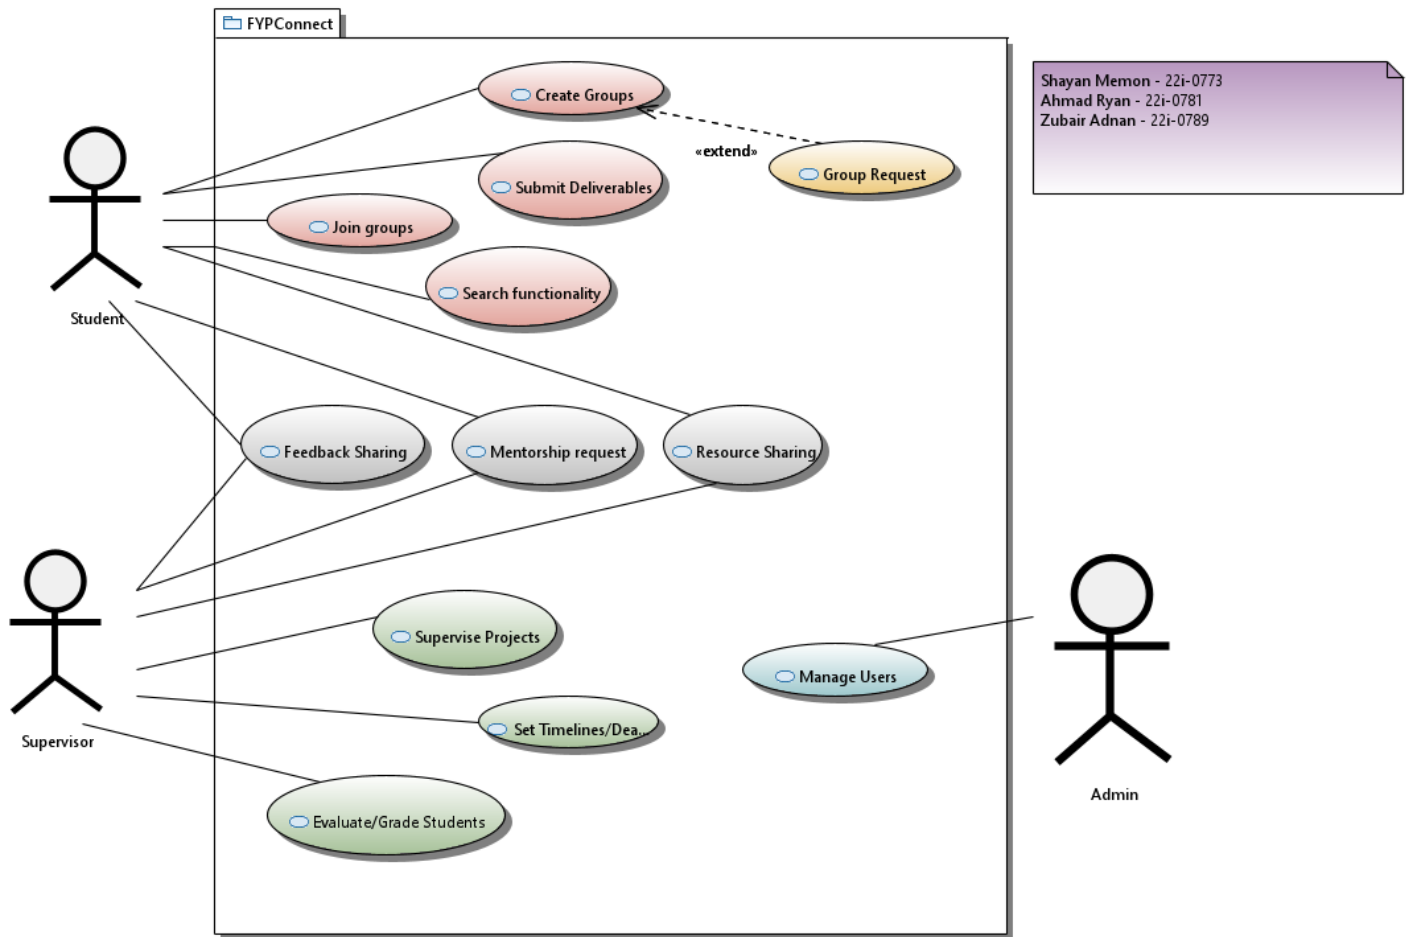 FYPConnect
Shayan Memon - 22i-0773
Ahmad Ryan - 22i-0781
Zubair Adnan - 22i-0789
Create Groups
«extend»
Group Request
Submit Deliverables
Join groups
Search functionality
Student
Feedback Sharing
Mentorship request
Resource Sharing
Supervise Projects
Manage Users
Set Timelines/Dea...
Supervisor
Admin
Evaluate/Grade Students